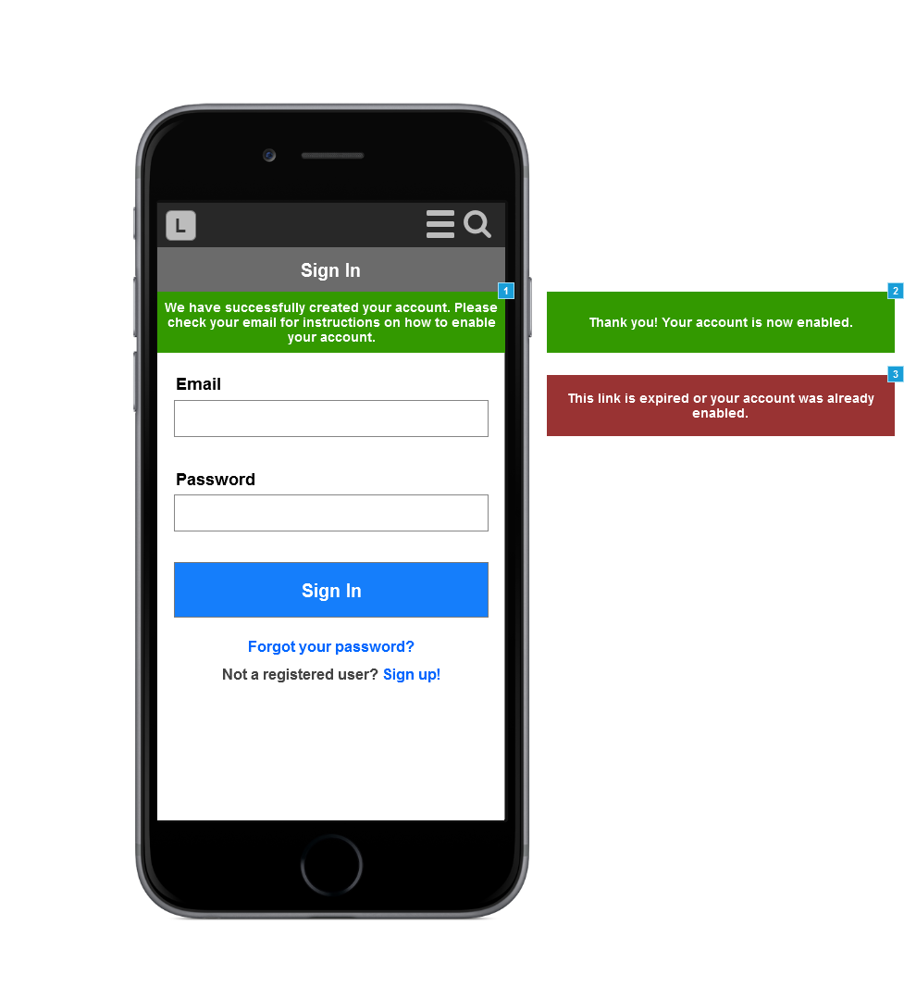 L
Sign In
1
We have successfully created your account. Please
check your email for instructions on how to enable
your account.
2
Thank you! Your account is now enabled.
3
This link is expired or your account was already
enabled.
Email
Password
Sign In
Forgot your password?
Not a registered user? Sign up!